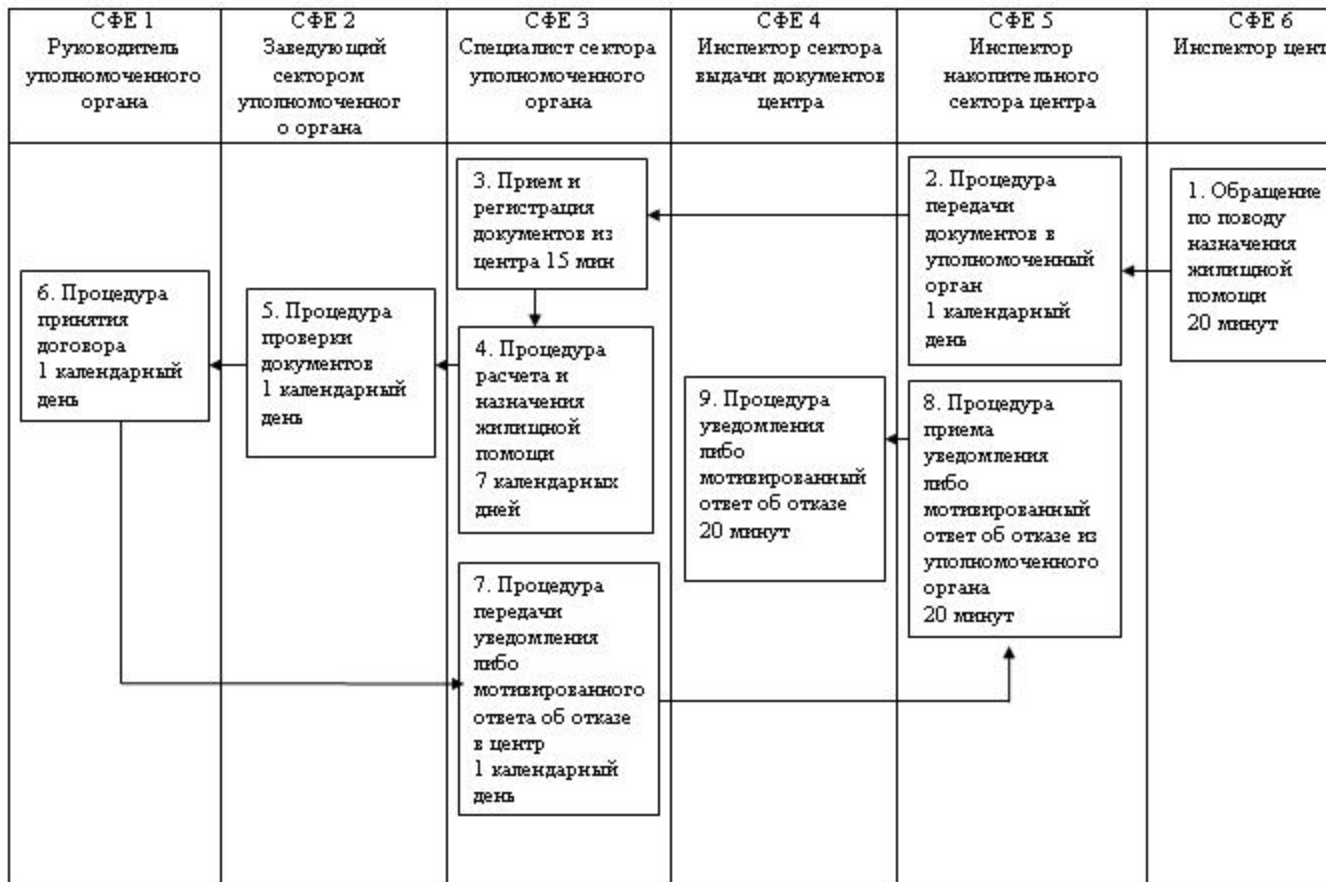 СФЕ 1
Руководитель
уполномоченного
органа
СФЕ 2
Заведующий
сектором
уполномоченног
о органа
СФЕ 3
Специалист сектора
уполномоченного
органа
СФЕ 4
Инспектор сектора
выдачи документов
центра
СФЕ 5
Инспектор
накопительного
сектора центра
СФЕ 6
Инспектор цент
3. Прием и
регистрация
документов из
центра 15 мин
2. Процедура
передачи
документов в
уполномоченный
орган
1 календарный
день
1. Обращение
по поводу
назначения
жилищной
помощи
20 минут
6. Процедура
принятия
договора
1 календарный
день
5. Процедура
проверки
документов
1 календарный
день
4. Процедура
расчета и
назначения
жилищной
помощи
7 календарных
дней
9. Процедура
уведомления
либо
мотивированный
ответ об отказе
20 минут
8. Процедура
приема
уведомления
либо
мотивированный
ответ об отказе из
уполномоченного
органа
20 минут
7. Процедура
передачи
уведомления
либо
мотивированного
ответа об отказе
в центр
1 календарный
день